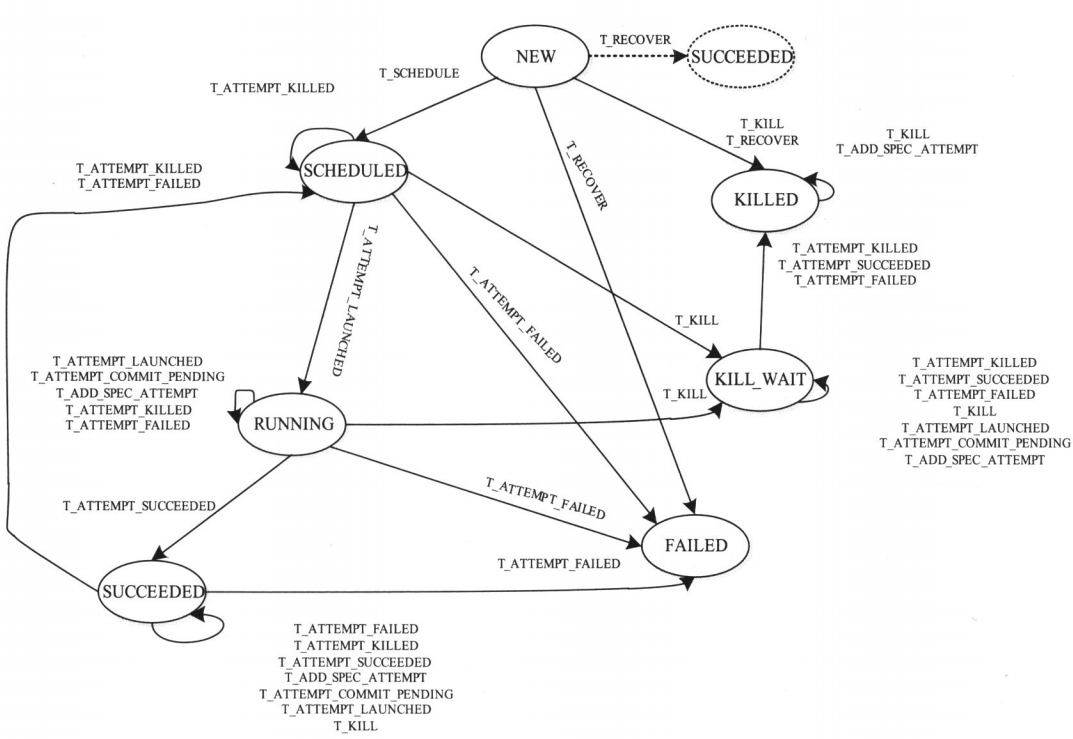 NEW
T_RECOVER
SUCCEEDED
T_SCHEDULE
T_ATTEMPT_KILLED
T_KILL
T_RECOVER
T_KILL
T_ADD_SPEC_ATTEMPT
T_RECOVER
SCHEDULED
T_ATTEMPT_KILLED
T_ATTEMPT_FAILED
KILLED
T_ATTEMPT_LAUNCHED
T_ATTEMPT_FAILED
T_ATTEMPT_KILLED
T_ATTEMPT_SUCCEEDED
T_ATTEMPT_FAILED
T_KILL
T_ATTEMPT_LAUNCHED
T_ATTEMPT_COMMIT_PENDING
T_ADD_SPEC_ATTEMPT
T_ATTEMPT_KILLED
T_ATTEMPT_FAILED
RUNNING
T_KILL
KILL_WAIT
T_ATTEMPT_KILLED
T_ATTEMPT_SUCCEEDED
T_ATTEMPT_FAILED
T_KILL
T_ATTEMPT_LAUNCHED
T_ATTEMPT_COMMIT_PENDING
T_ADD_SPEC_ATTEMPT
T_ATTEMPT_SUCCEEDED
T_ATTEMPT_FAILED
FAILED
T_ATTEMPT_FAILED
SUCCEEDED
T_ATTEMPT_FAILED
T_ATTEMPT_KILLED
T_ATTEMPT_SUCCEEDED
T_ADD_SPEC_ATTEMPT
T_ATTEMPT_COMMIT_PENDING
T_ATTEMPT_LAUNCHED
T_KILL